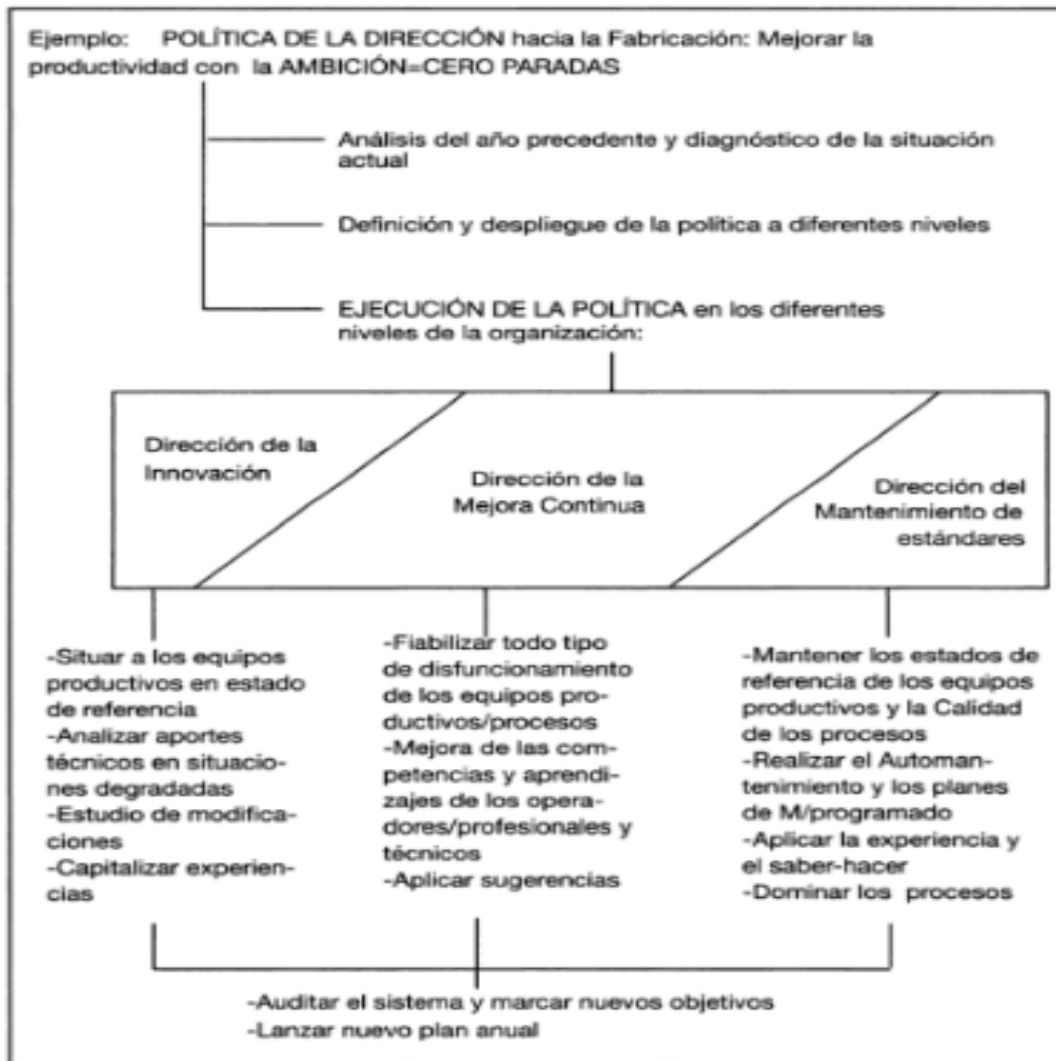 Ejemplo: POLÍTICA DE LA DIRECCIÓN hacia la Fabricación: Mejorar la
productividad con la AMBICIÓN=CERO PARADAS
Análisis del año precedente y diagnóstico de la situación
actual
Definición y despliegue de la política a diferentes niveles
EJECUCIÓN DE LA POLÍTICA en los diferentes
niveles de la organización:
Dirección de la
Innovación
Dirección de la
Mejora Continua
Dirección del
Mantenimiento de
estándares
-Situar a los equipos
productivos en estado
de referencia
-Analizar aportes
técnicos en situacio-
nes degradadas
-Estudio de modifica-
ciones
-Capitalizar experien-
cias
-Fiabilizar todo tipo
de disfuncionamiento
de los equipos pro-
ductivos/procesos
-Mejora de las com-
petencias y aprendi-
zajes de los opera-
dores/profesionales y
técnicos
-Aplicar sugerencias
-Mantener los estados de
referencia de los equipos
productivos y la Calidad
de los procesos
-Realizar el Automan-
tenimiento y los planes
de M/programado
-Aplicar la experiencia y
el saber-hacer
-Dominar los procesos
-Auditar el sistema y marcar nuevos objetivos
-Lanzar nuevo plan anual